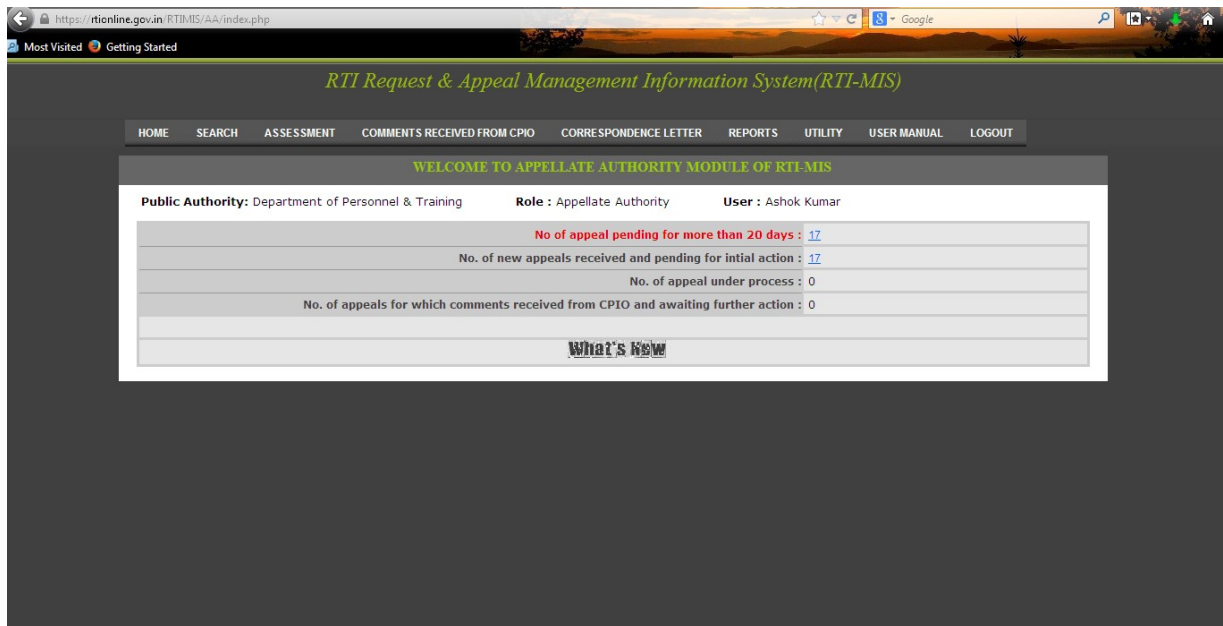 https://rtionline.gov.in/RTIMIS/AA/index.php
8 Google
Most Visited Getting Started
RTI Request & Appeal Management Information System(RTI-MIS)
HOME SEARCH ASSESSMENT COMMENTS RECEIVED FROM CPIO CORRESPONDENCE LETTER REPORTS UTILITY USER MANUAL LOGOUT
WELCOME TO APPELLATE AUTHORITY MODULE OF RTI-MIS
Public Authority: Department of Personnel & Training Role : Appellate Authority User : Ashok Kumar
No of appeal pending for more than 20 days : 17
No. of new appeals received and pending for intial action : 17
No. of appeal under process : 0
No. of appeals for which comments received from CPIO and awaiting further action : 0
What's New